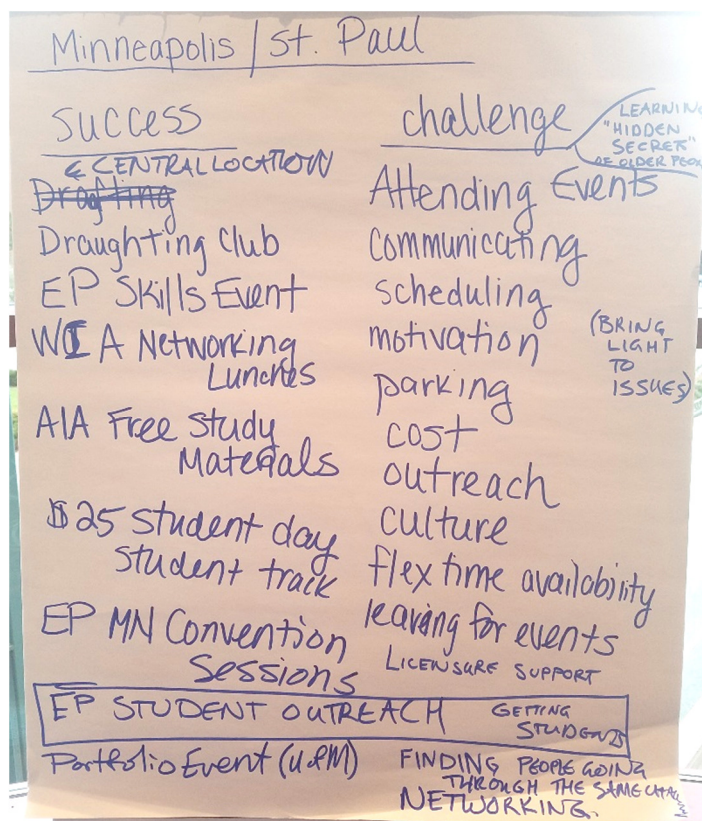 Minneapolis / St. Paul
success
& CENTRAL LOCATION
Drafting
Draughting Club
EP Skills Event
WIA Networking
Lunches
AIA Free Study
Materials
$25 student day
student track
EP MN Convention
Sessions
EP STUDENT OUTREACH
GETTING
STUDENTS
Portfolio Event (U of M)
challenge
LEARNING
"HIDDEN
SECRETS"
OF OLDER
Attending Events
communicating
scheduling
motivation
(BRING
LIGHT
TO
ISSUES)
parking
cost
outreach
culture
flex time availability
leaving for events
LICENSURE SUPPORT
FINDING PEOPLE GOING
THROUGH THE SAME
NETWORKING.